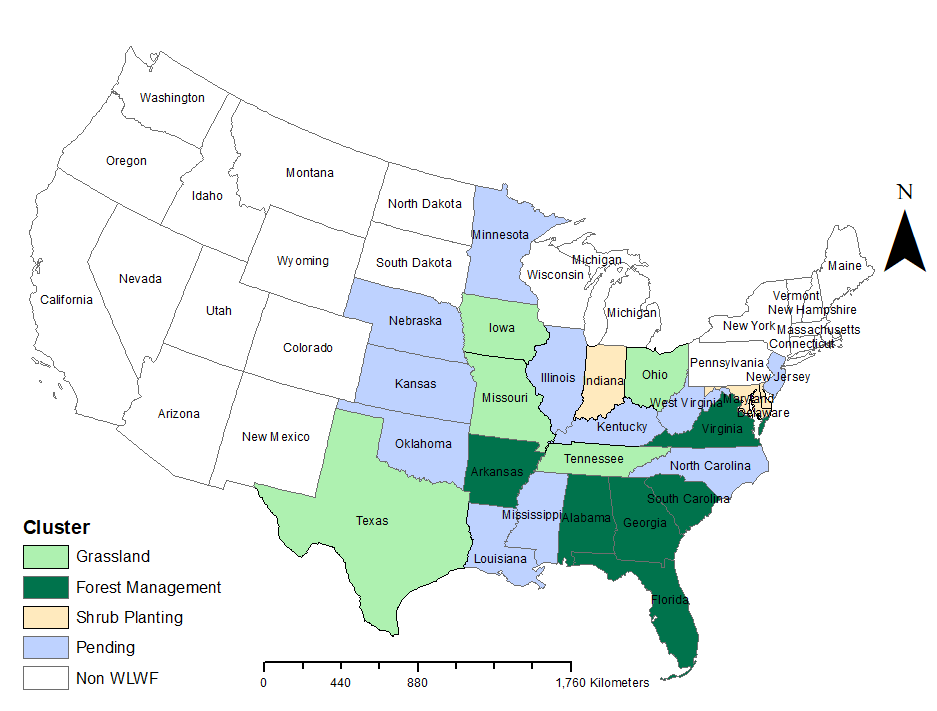 Washington
Oregon
Idaho
Montana
North Dakota
Minnesota
N
Wyoming
South Dakota
Wisconsin
Michigan
Maine
California
Nevada
Utah
Colorado
Nebraska
Iowa
Michigan
Vermont
New Hampshire
New York
Massachusetts
Connecticut
Kansas
Missouri
Illinois
Indiana
Ohio
Pennsylvania
New Jersey
West Virginia
Maryland
Delaware
Arizona
New Mexico
Oklahoma
Arkansas
Kentucky
Virginia
Tennessee
North Carolina
Texas
Louisiana
Mississippi
Alabama
Georgia
South Carolina
Florida
Cluster
Grassland
Forest Management
Shrub Planting
Pending
Non WLWF
0 440 880 1,760 Kilometers